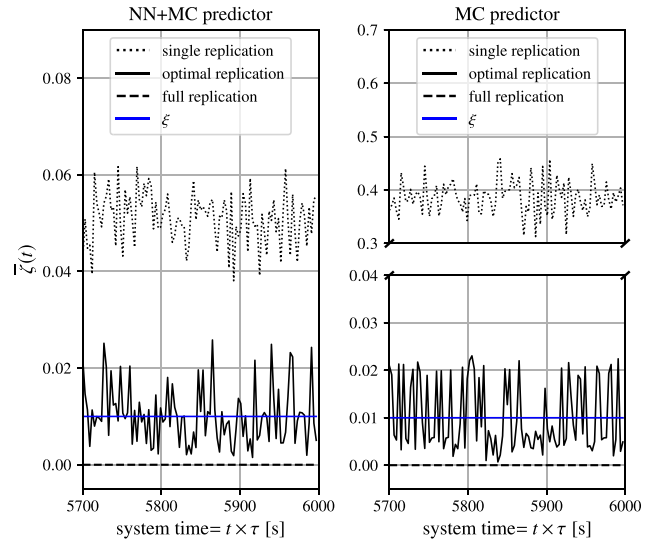 NN+MC predictor
single replication
optimal replication
full replication
ξ
0.08
0.06
0.04
0.02
0.00
5700 5800 5900 6000
system time= t × τ [s]
ζ̅(t)
MC predictor
single replication
optimal replication
full replication
ξ
0.7
0.6
0.5
0.4
0.3
0.04
0.03
0.02
0.01
0.00
5700 5800 5900 6000
system time= t × τ [s]